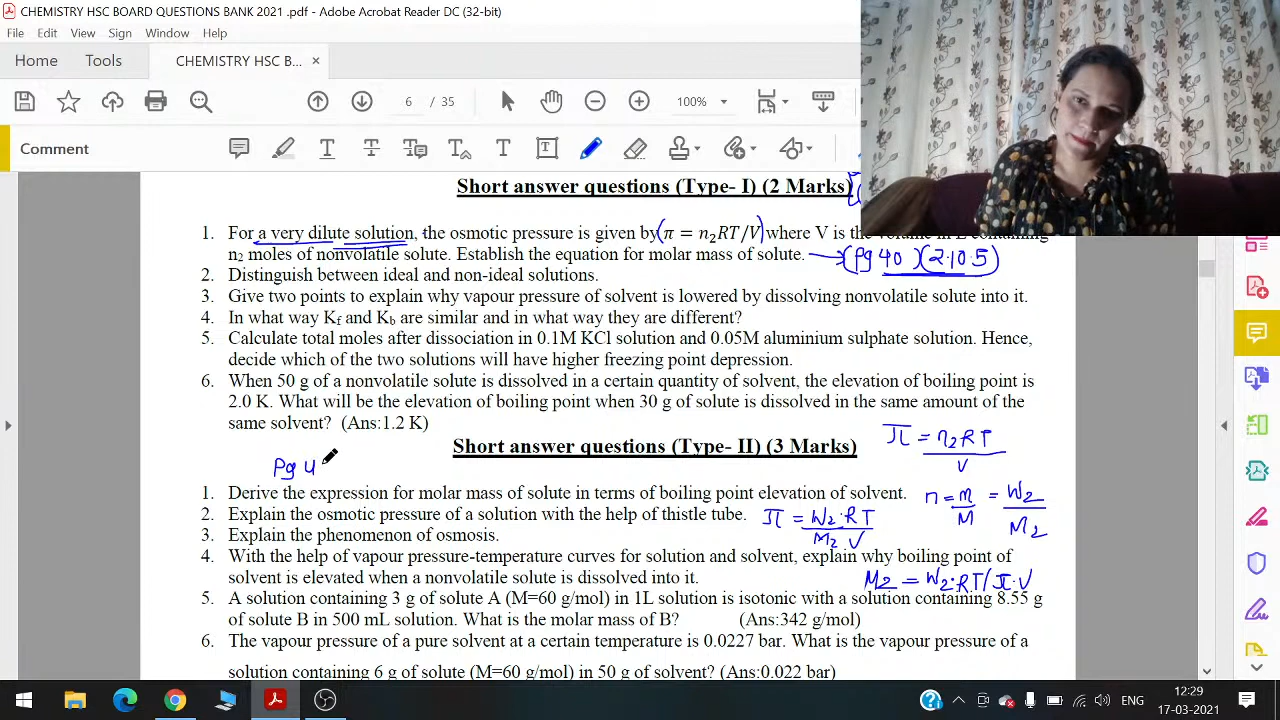 CHEMISTRY HSC BOARD QUESTIONS BANK 2021 .pdf - Adobe Acrobat Reader DC (32-bit)
File Edit View Sign Window Help
Home Tools CHEMISTRY HSC B... ×
6 / 35 100%
Comment
Short answer questions (Type- I) (2 Marks)
1. For a very dilute solution, the osmotic pressure is given by (π = n₂RT/V) where V is the volume in L containing
n₂ moles of nonvolatile solute. Establish the equation for molar mass of solute. → (Pg 40) (2.10.5)
2. Distinguish between ideal and non-ideal solutions.
3. Give two points to explain why vapour pressure of solvent is lowered by dissolving nonvolatile solute into it.
4. In what way Kf and Kb are similar and in what way they are different?
5. Calculate total moles after dissociation in 0.1M KCl solution and 0.05M aluminium sulphate solution. Hence,
decide which of the two solutions will have higher freezing point depression.
6. When 50 g of a nonvolatile solute is dissolved in a certain quantity of solvent, the elevation of boiling point is
2.0 K. What will be the elevation of boiling point when 30 g of solute is dissolved in the same amount of the
same solvent? (Ans:1.2 K)
π = n₂RT / V
Short answer questions (Type- II) (3 Marks)
Pg 4
1. Derive the expression for molar mass of solute in terms of boiling point elevation of solvent.
n = m / M = W₂ / M₂
2. Explain the osmotic pressure of a solution with the help of thistle tube.
π = W₂.RT / M₂ V
3. Explain the phenomenon of osmosis.
4. With the help of vapour pressure-temperature curves for solution and solvent, explain why boiling point of
solvent is elevated when a nonvolatile solute is dissolved into it.
M₂ = W₂.RT/π.V
5. A solution containing 3 g of solute A (M=60 g/mol) in 1L solution is isotonic with a solution containing 8.55 g
of solute B in 500 mL solution. What is the molar mass of B? (Ans:342 g/mol)
6. The vapour pressure of a pure solvent at a certain temperature is 0.0227 bar. What is the vapour pressure of a
solution containing 6 g of solute (M=60 g/mol) in 50 g of solvent? (Ans:0.022 bar)
ENG
12:29
17-03-2021